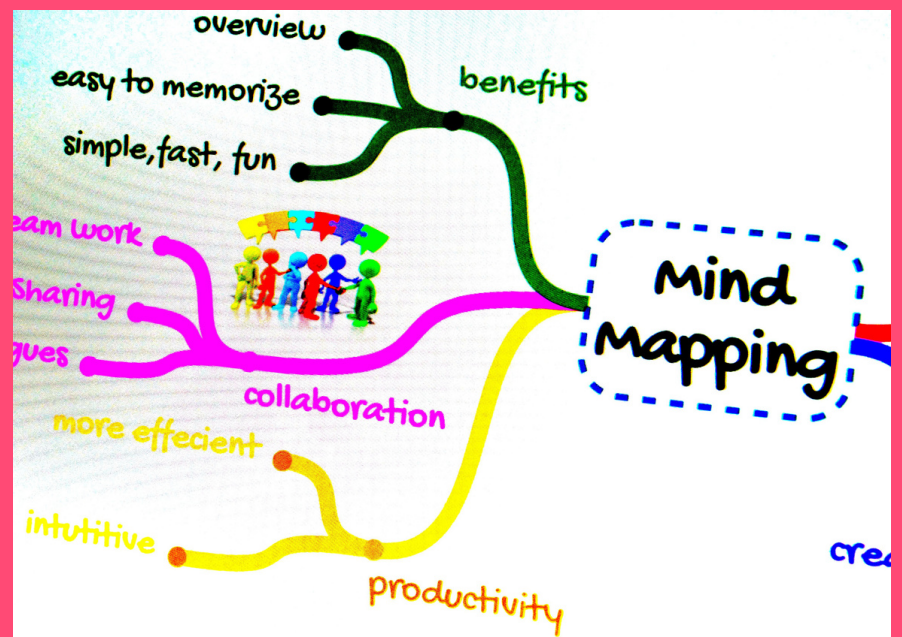 overview
benefits
easy to memorize
simple,fast, fun
eam work
Sharing
gues
collaboration
Mind
Mapping
more effecient
intutitive
productivity
crea